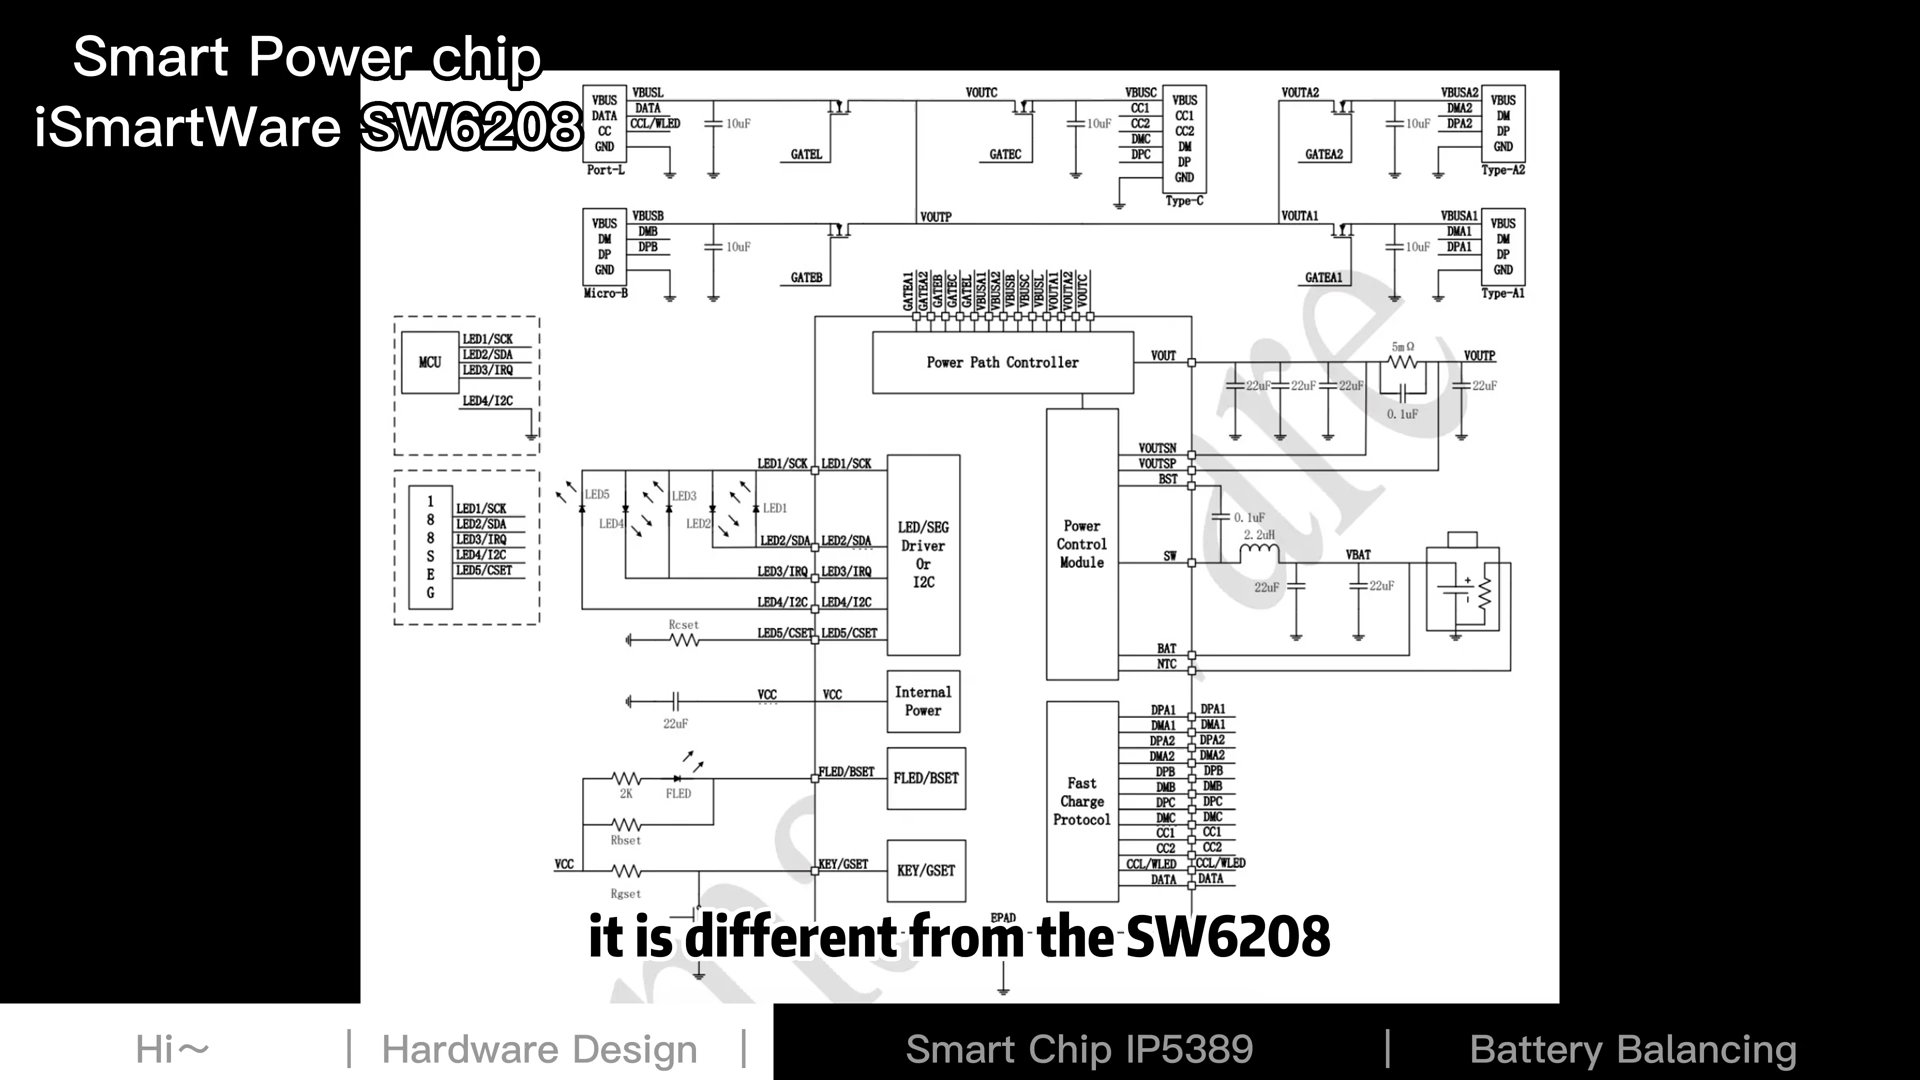 Smart Power chip
iSmartWare SW6208
VBUS
DATA
CC
GND
Port-L
VBUSL
DATA
CCL/WLED
10uF
GATEL
VOUTC
10uF
GATEC
VBUSC
CC1
CC2
DMC
DPC
VBUS
CC1
CC2
DM
DP
GND
Type-C
VOUTA2
GATEA2
10uF
VBUSA2
DMA2
DPA2
VBUS
DM
DP
GND
Type-A2
VBUS
DM
DP
GND
Micro-B
VBUSB
DMB
DPB
10uF
GATEB
VOUTP
VOUTA1
GATEA1
10uF
VBUSA1
DMA1
DPA1
VBUS
DM
DP
GND
Type-A1
GATEA1
GATEA2
GATEB
GATEC
GATEL
VBUSA1
VBUSA2
VBUSB
VBUSC
VBUSL
VOUTA1
VOUTA2
VOUTC
MCU
LED1/SCK
LED2/SDA
LED3/IRQ
LED4/I2C
Power Path Controller
VOUT
22uF
22uF
22uF
5mΩ
0.1uF
VOUTP
22uF
1
8
8
S
E
G
LED1/SCK
LED2/SDA
LED3/IRQ
LED4/I2C
LED5/CSET
LED5
LED4
LED3
LED2
LED1
LED1/SCK LED1/SCK
LED2/SDA LED2/SDA
LED3/IRQ LED3/IRQ
LED4/I2C LED4/I2C
LED5/CSET LED5/CSET
Rcset
LED/SEG
Driver
Or
I2C
Power
Control
Module
VOUTSN
VOUTSP
BST
0.1uF
2.2uH
SW
VBAT
22uF
22uF
+
-
BAT
NTC
VCC VCC
22uF
Internal
Power
2K
FLED
FLED/BSET
FLED/BSET
Rbset
VCC
Rgset
KEY/GSET
KEY/GSET
Fast
Charge
Protocol
DPA1 DPA1
DMA1 DMA1
DPA2 DPA2
DMA2 DMA2
DPB DPB
DMB DMB
DPC DPC
DMC DMC
CC1 CC1
CC2 CC2
CCL/WLED CCL/WLED
DATA DATA
EPAD
are
it is different from the SW6208
Hi～ | Hardware Design | Smart Chip IP5389 | Battery Balancing